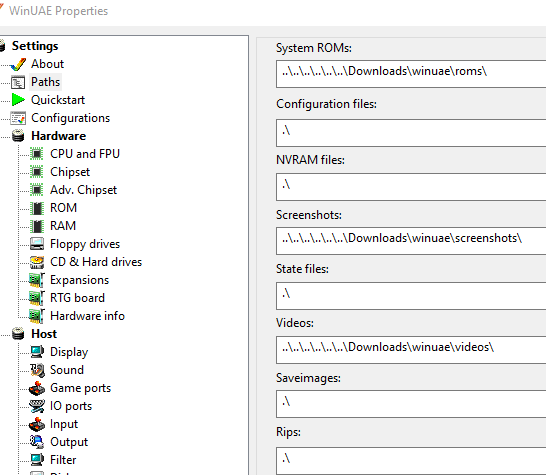 WinUAE Properties
Settings
About
Paths
Quickstart
Configurations
Hardware
CPU and FPU
Chipset
Adv. Chipset
ROM
RAM
Floppy drives
CD & Hard drives
Expansions
RTG board
Hardware info
Host
Display
Sound
Game ports
IO ports
Input
Output
Filter
System ROMs:
..\..\..\..\..\..\Downloads\winuae\roms\
Configuration files:
.\
NVRAM files:
.\
Screenshots:
..\..\..\..\..\..\Downloads\winuae\screenshots\
State files:
.\
Videos:
..\..\..\..\..\..\Downloads\winuae\videos\
Saveimages:
.\
Rips:
.\